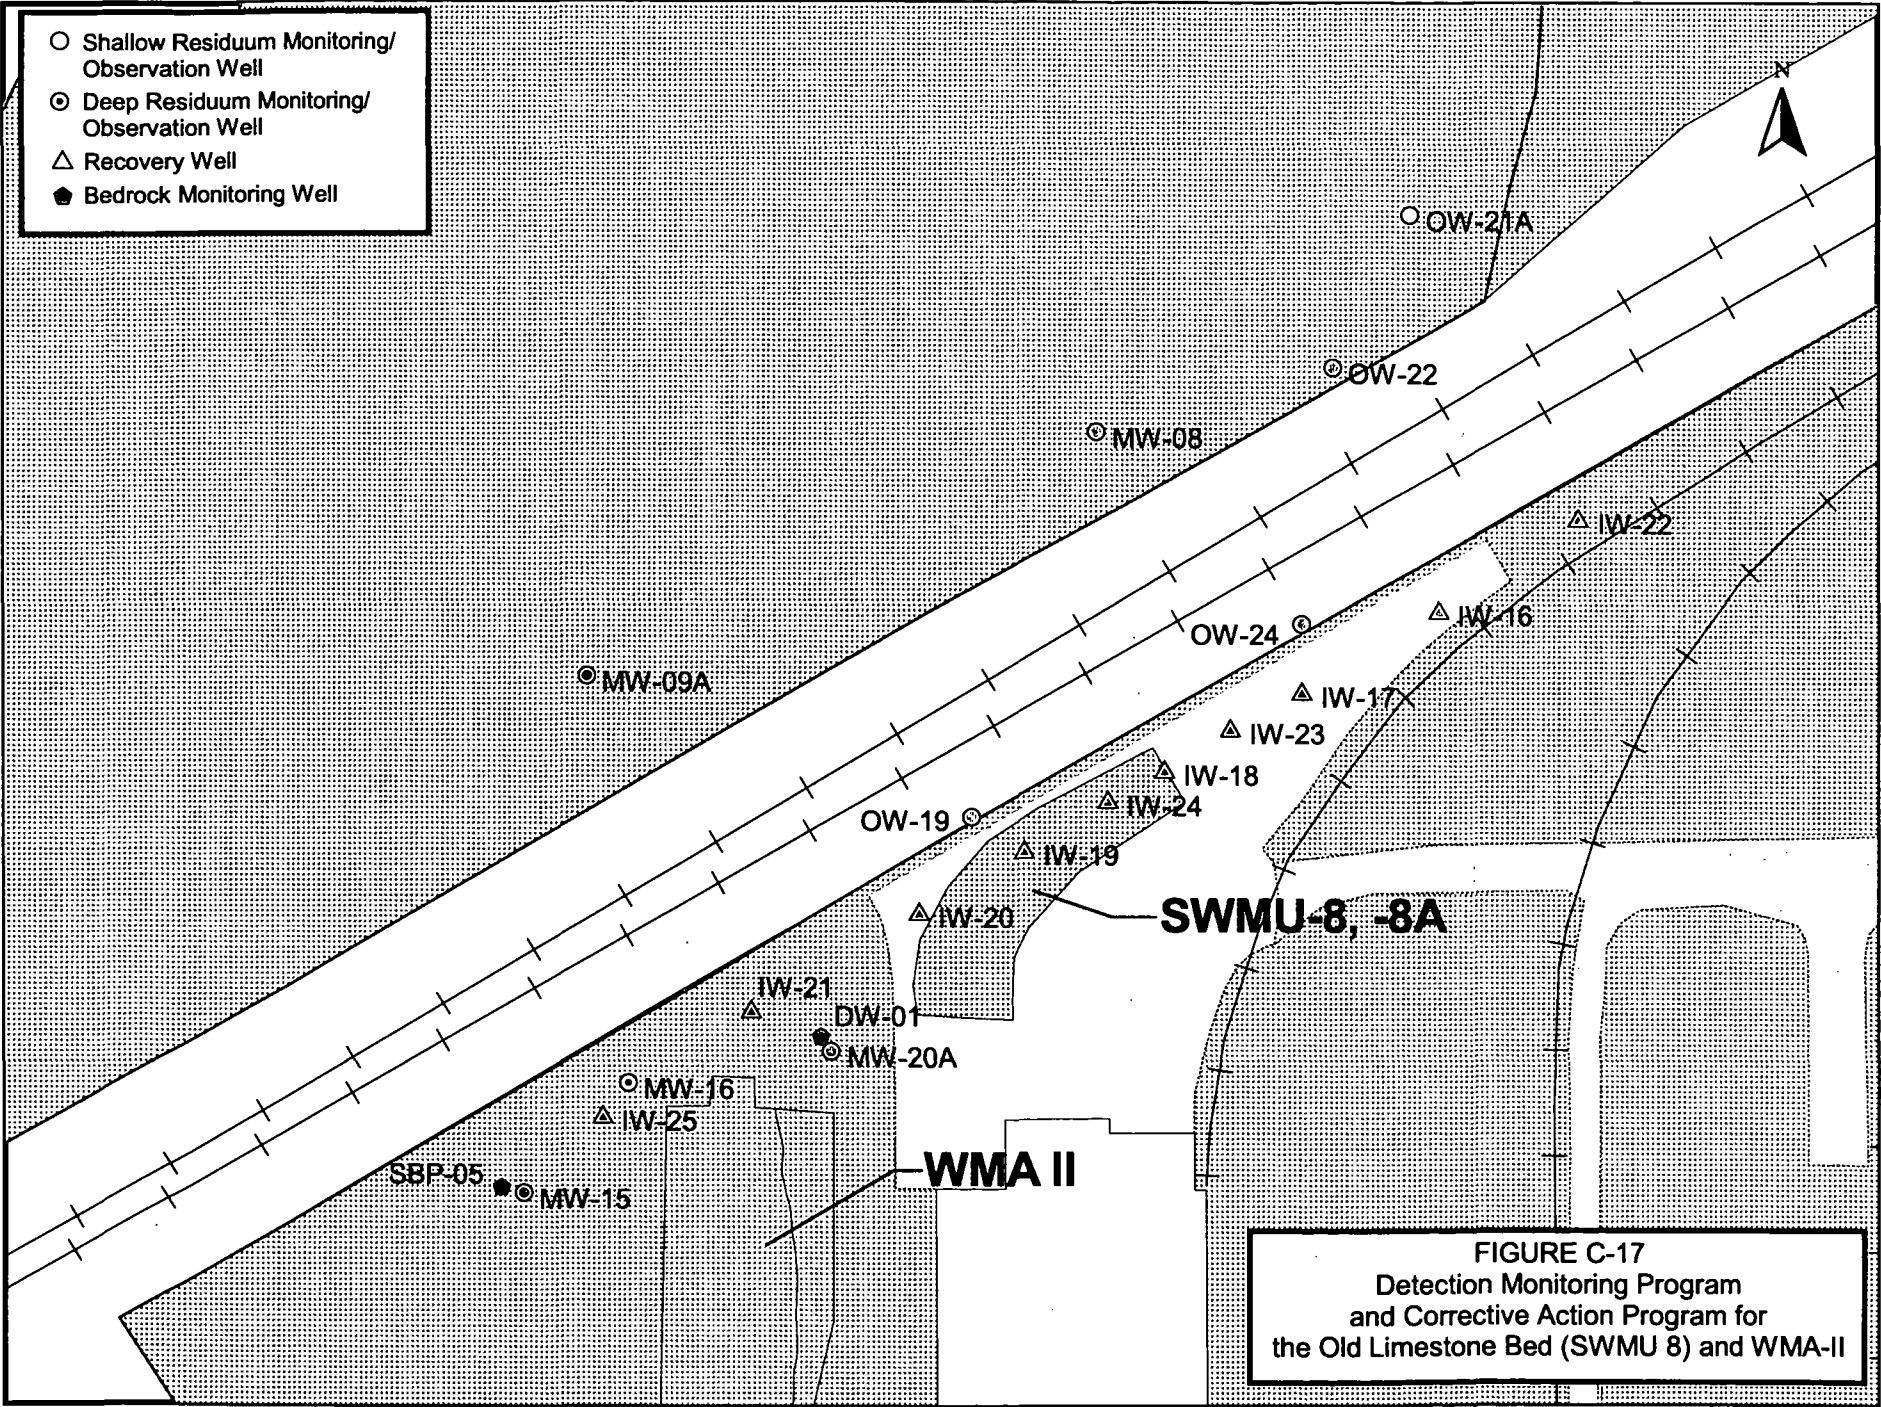 Shallow Residuum Monitoring/
Observation Well
Deep Residuum Monitoring/
Observation Well
Recovery Well
Bedrock Monitoring Well
N
OW-21A
OW-22
MW-08
IW-22
IW-16
OW-24
MW-09A
IW-17
IW-23
IW-18
IW-24
OW-19
IW-19
IW-20
SWMU-8, -8A
IW-21
DW-01
MW-20A
MW-16
IW-25
WMA II
SBP-05
MW-15
FIGURE C-17
Detection Monitoring Program
and Corrective Action Program for
the Old Limestone Bed (SWMU 8) and WMA-II